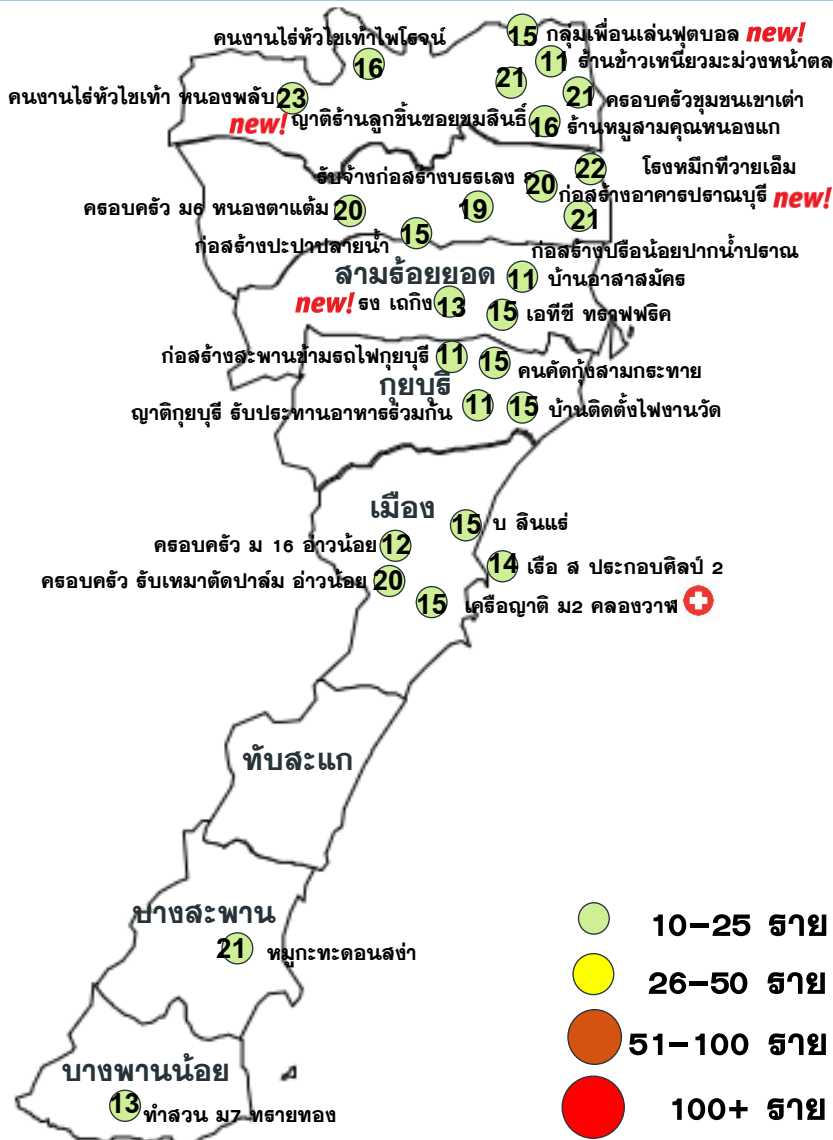 15 กลุ่มเพื่อนเล่นฟุตบอล new!
คนงานไร่หัวไชเท้าไพโรจน์
16
11 ร้านข้าวเหนียวมะม่วงหน้าตล
21
คนงานไร่หัวไชเท้า หนองพลับ 23
21 ครอบครัวชุมชนเขาเต่า
new! ญาติร้านลูกชิ้นซอยชมสินธิ์
16 ร้านหมูสามคุณหนองแก
22 โรงหมึกทีวายเอ็ม
รับจ้างก่อสร้างบรรเลง
20
ก่อสร้างอาคารปราณบุรี new!
ครอบครัว ม6 หนองตาแต้ม 20
19
21
15
ก่อสร้างปะปาปลายน้ำ
ก่อสร้างปรือน้อยปากน้ำปราณ
สามร้อยยอด
11 บ้านอาสาสมัคร
new! รง เถกิง 13
15 เอทีซี ทราฟฟริค
ก่อสร้างสะพานข้ามรถไฟกุยบุรี 11
15 คนคัดกุ้งสามกระทาย
กุยบุรี
ญาติกุยบุรี รับประทานอาหารร่วมกัน 11
15 บ้านติดตั้งไฟงานวัด
เมือง
15 บ สินแร่
ครอบครัว ม 16 อ่าวน้อย 12
14 เรือ ส ประกอบศิลป์ 2
ครอบครัว รับเหมาตัดปาล์ม อ่าวน้อย 20
15 เครือญาติ ม2 คลองวาฬ
ทับสะแก
บางสะพาน
21 หมูกะทะดอนสง่า
บางพานน้อย
13 ทำสวน ม7 ทรายทอง
10-25 ราย
26-50 ราย
51-100 ราย
100+ ราย